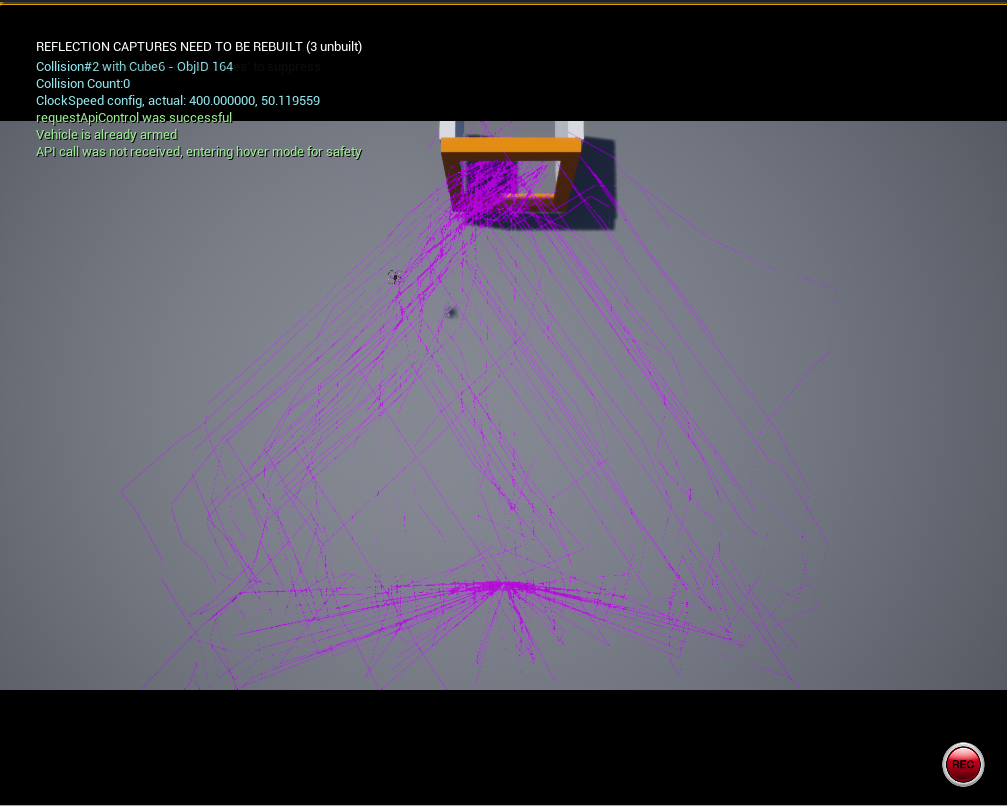 REFLECTION CAPTURES NEED TO BE REBUILT (3 unbuilt)
Collision#2 with Cube6 - ObjID 164 to suppress
Collision Count:0
ClockSpeed config, actual: 400.000000, 50.119559
requestApiControl was successful
Vehicle is already armed
API call was not received, entering hover mode for safety
REC